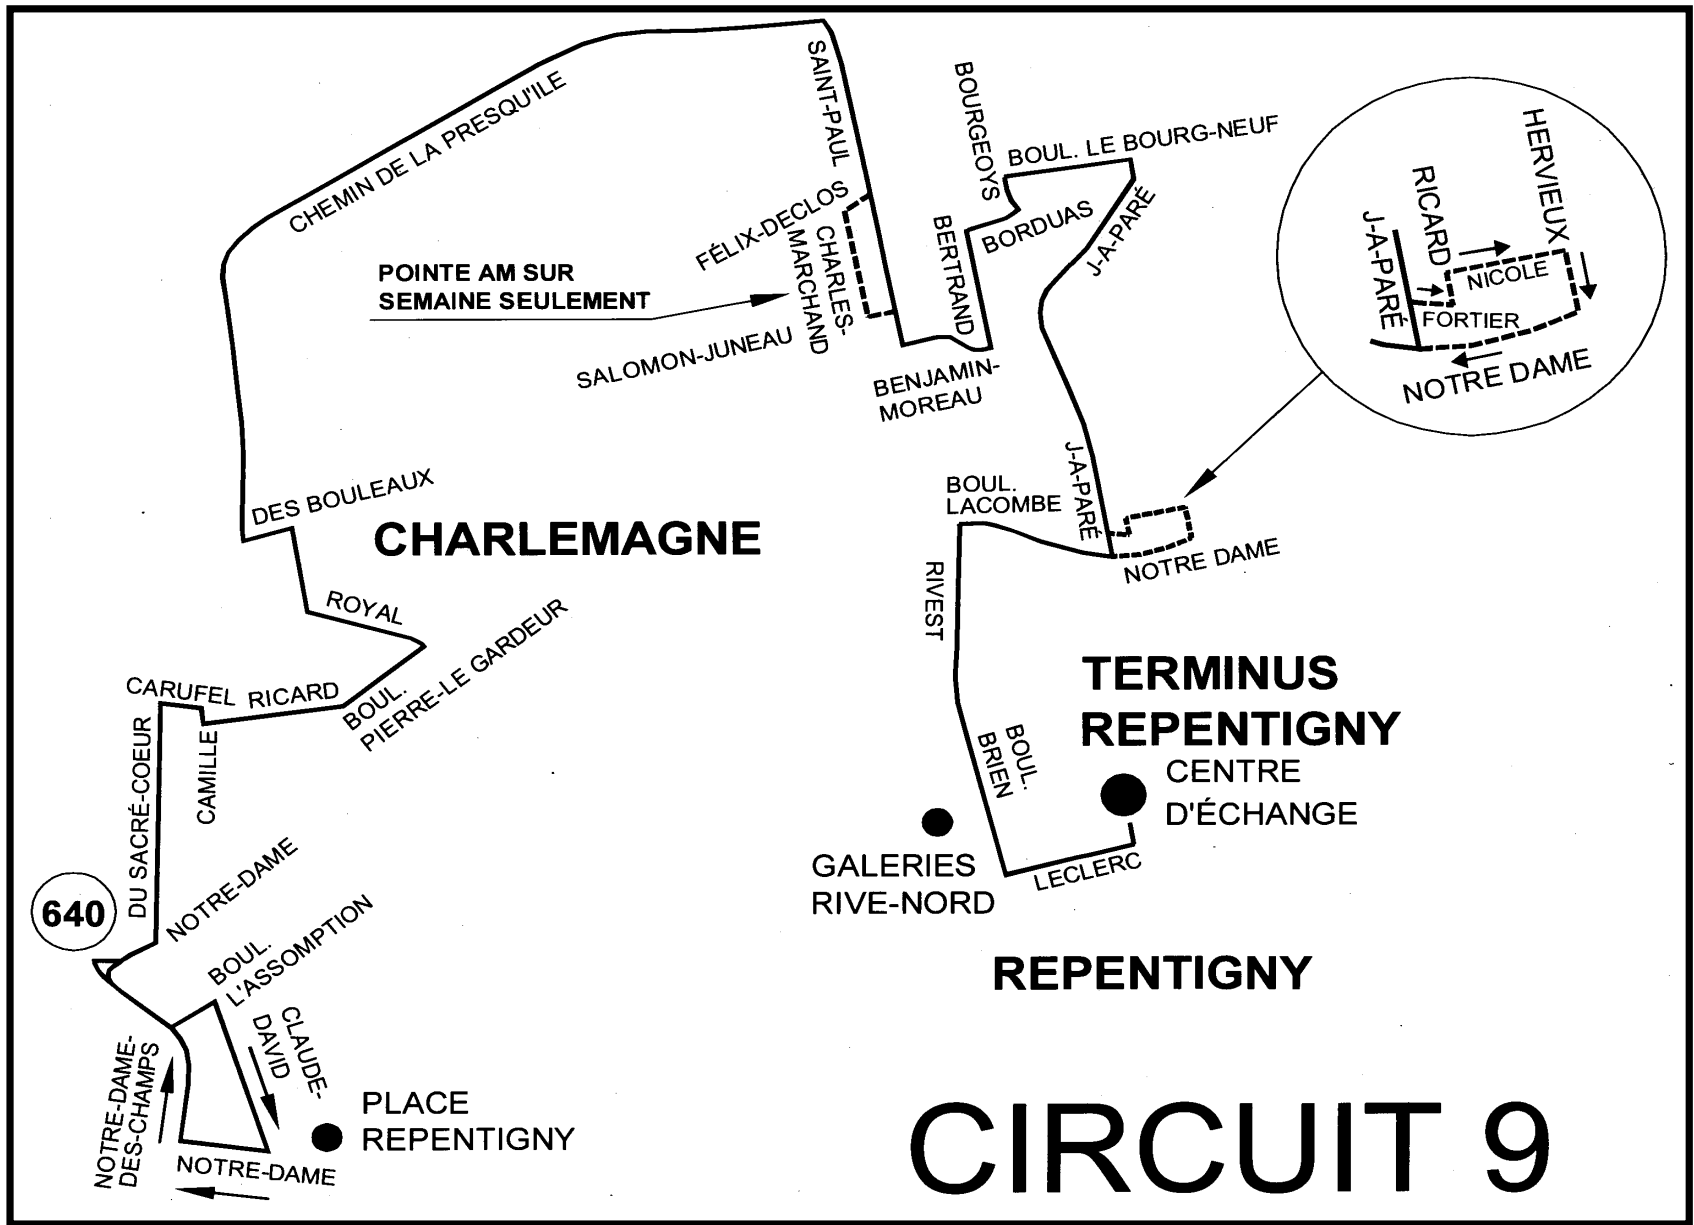 SAINT-PAUL
CHEMIN DE LA PRESQU'ILE
BOURGEOYS
BOUL. LE BOURG-NEUF
HERVIEUX
RICARD
J-A-PARÉ
NICOLE
FORTIER
NOTRE DAME
FÉLIX-DECLOS
CHARLES-
MARCHAND
BERTRAND
BORDUAS
J-A-PARÉ
POINTE AM SUR
SEMAINE SEULEMENT
SALOMON-JUNEAU
BENJAMIN-
MOREAU
DES BOULEAUX
CHARLEMAGNE
BOUL.
LACOMBE
J-A-PARÉ
NOTRE DAME
RIVEST
ROYAL
BOUL.
PIERRE-LE GARDEUR
CARUFEL
RICARD
CAMILLE
DU SACRÉ-COEUR
TERMINUS
REPENTIGNY
CENTRE
D'ÉCHANGE
BOUL.
BRIEN
LECLERC
GALERIES
RIVE-NORD
REPENTIGNY
640
NOTRE-DAME
BOUL.
L'ASSOMPTION
CLAUDE-
DAVID
NOTRE-DAME-
DES-CHAMPS
NOTRE-DAME
PLACE
REPENTIGNY
CIRCUIT 9